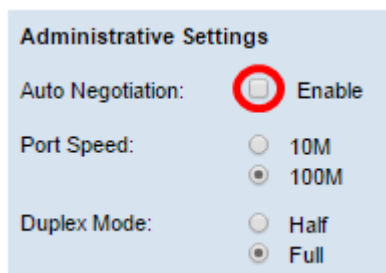 Administrative Settings
Auto Negotiation: Enable
Port Speed: 10M
100M
Duplex Mode: Half
Full